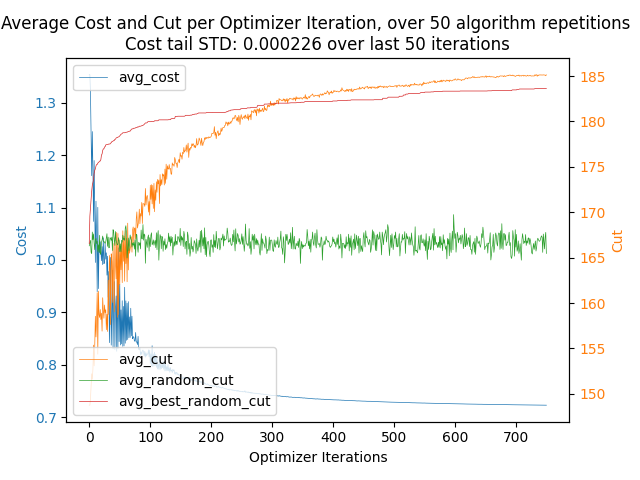 Average Cost and Cut per Optimizer Iteration, over 50 algorithm repetitions
Cost tail STD: 0.000226 over last 50 iterations
avg_cost
1.3
1.2
1.1
1.0
0.9
0.8
0.7
Cost
185
180
175
170
165
160
155
150
Cut
avg_cut
avg_random_cut
avg_best_random_cut
0 100 200 300 400 500 600 700
Optimizer Iterations